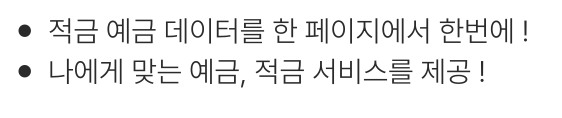 • 적금 예금 데이터를 한 페이지에서 한번에 !
• 나에게 맞는 예금, 적금 서비스를 제공 !